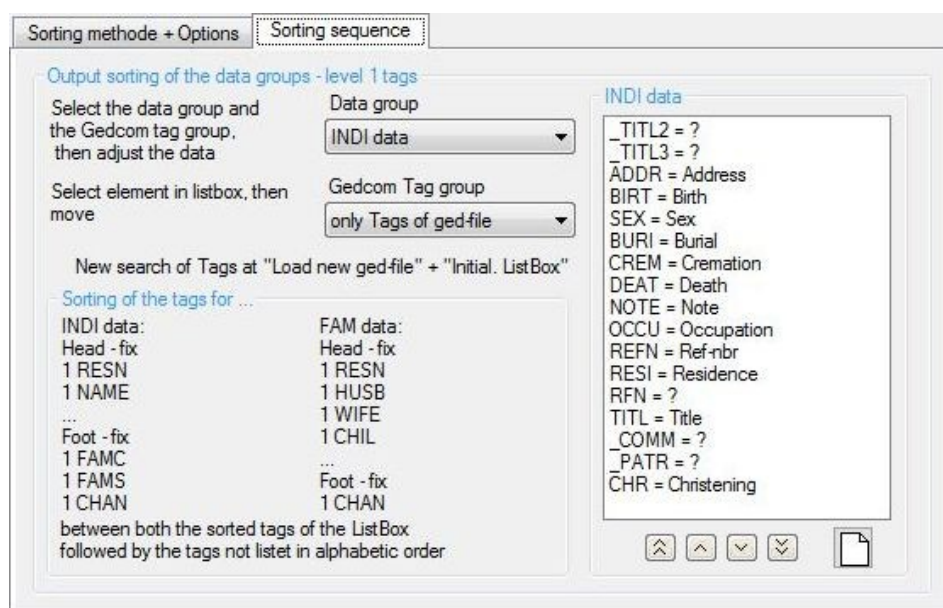 Sorting methode + Options
Sorting sequence
Output sorting of the data groups - level 1 tags
Select the data group and
the Gedcom tag group,
then adjust the data
Data group
INDI data
Select element in listbox, then
move
Gedcom Tag group
only Tags of ged-file
New search of Tags at "Load new ged-file" + "Initial. ListBox"
Sorting of the tags for ...
INDI data:
Head - fix
1 RESN
1 NAME
...
Foot - fix
1 FAMC
1 FAMS
1 CHAN
FAM data:
Head - fix
1 RESN
1 HUSB
1 WIFE
1 CHIL
...
Foot - fix
1 CHAN
between both the sorted tags of the ListBox
followed by the tags not listet in alphabetic order
INDI data
_TITL2 = ?
_TITL3 = ?
ADDR = Address
BIRT = Birth
SEX = Sex
BURI = Burial
CREM = Cremation
DEAT = Death
NOTE = Note
OCCU = Occupation
REFN = Ref-nbr
RESI = Residence
RFN = ?
TITL = Title
_COMM = ?
_PATR = ?
CHR = Christening